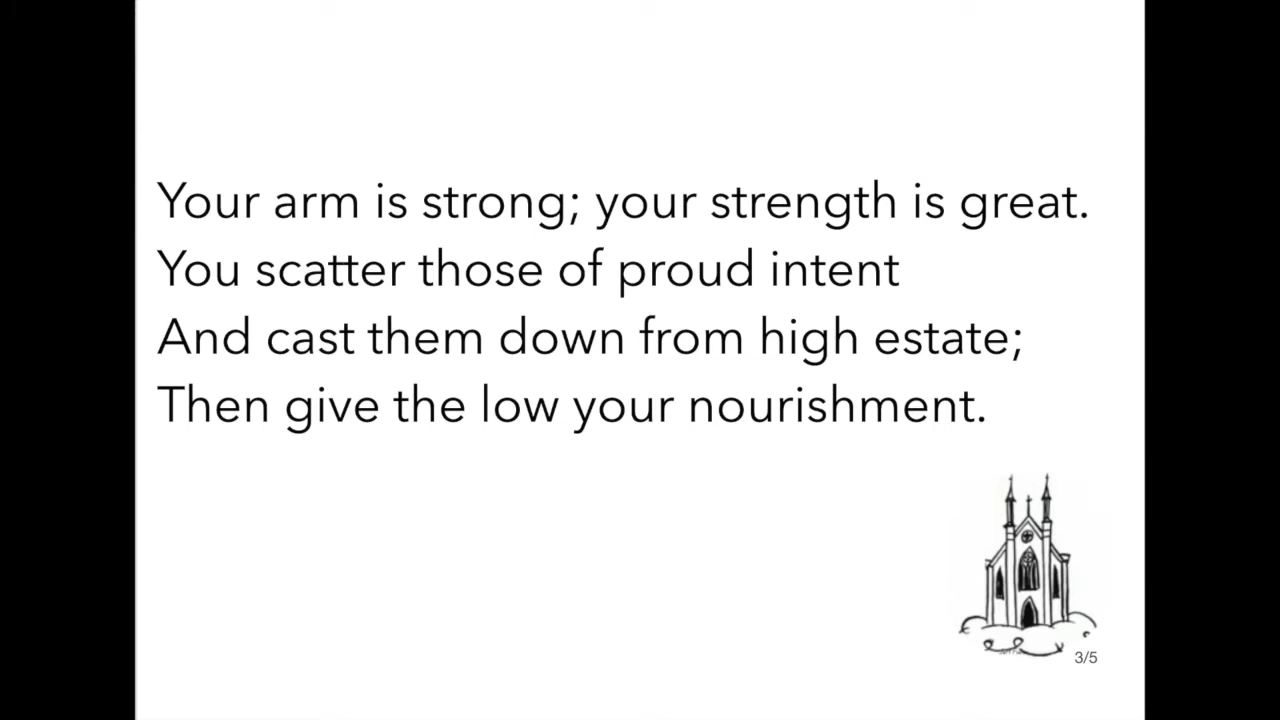 Your arm is strong; your strength is great.
You scatter those of proud intent
And cast them down from high estate;
Then give the low your nourishment.
3/5